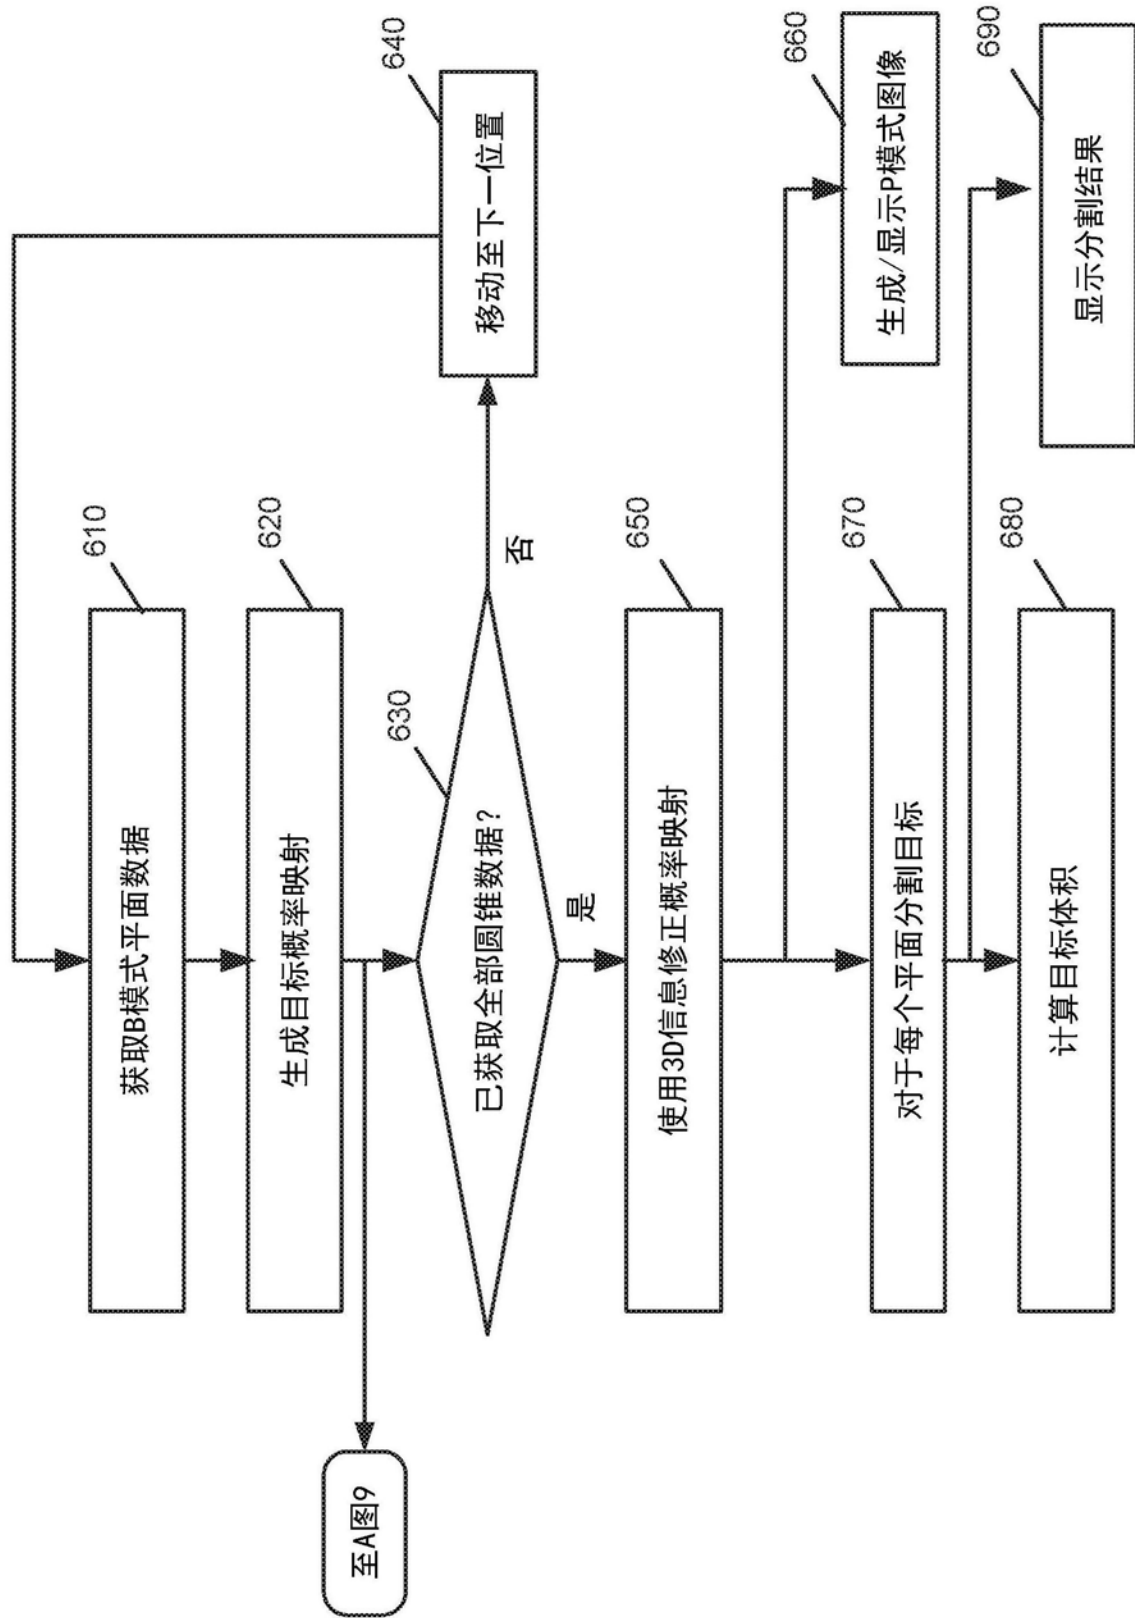 获取B模式平面数据
610
生成目标概率映射
620
至A图9
已获取全部圆锥数据?
630
否
移动至下一位置
640
是
使用3D信息修正概率映射
650
生成/显示P模式图像
660
对于每个平面分割目标
670
计算目标体积
680
显示分割结果
690